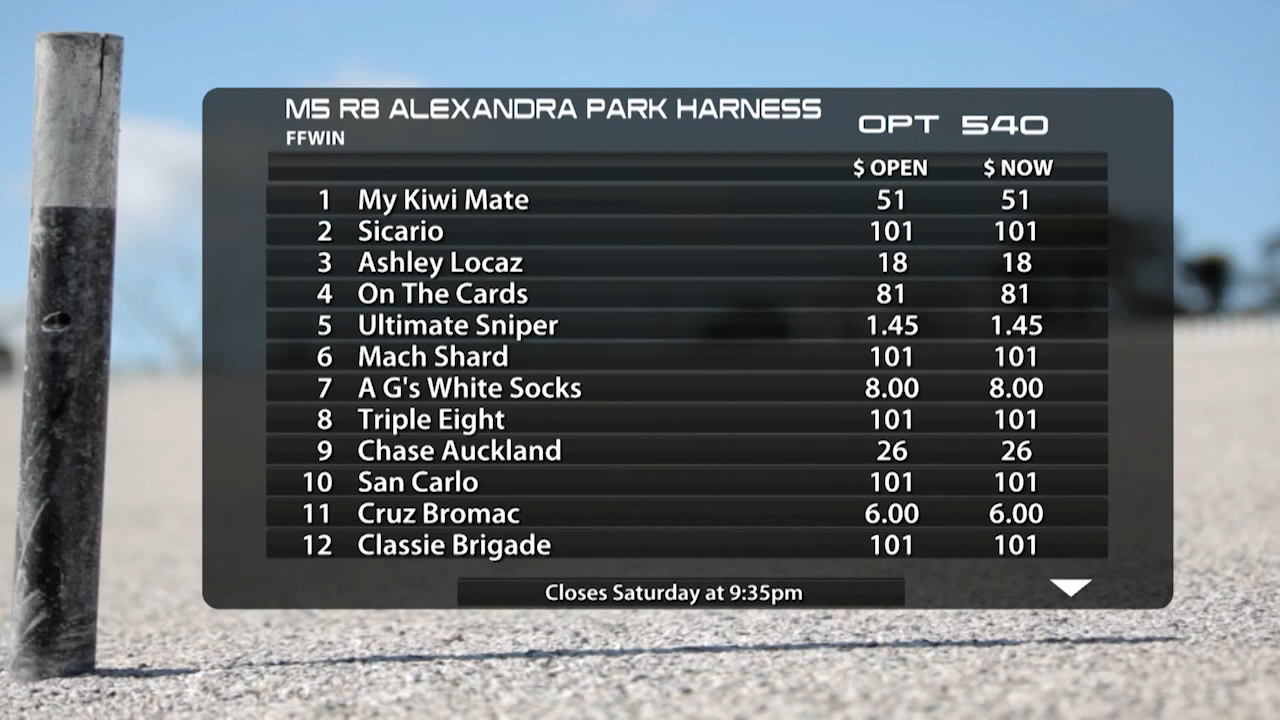 M5 R8 ALEXANDRA PARK HARNESS OPT 540
FFWIN
$ OPEN $ NOW
1 My Kiwi Mate 51 51
2 Sicario 101 101
3 Ashley Locaz 18 18
4 On The Cards 81 81
5 Ultimate Sniper 1.45 1.45
6 Mach Shard 101 101
7 A G's White Socks 8.00 8.00
8 Triple Eight 101 101
9 Chase Auckland 26 26
10 San Carlo 101 101
11 Cruz Bromac 6.00 6.00
12 Classie Brigade 101 101
Closes Saturday at 9:35pm